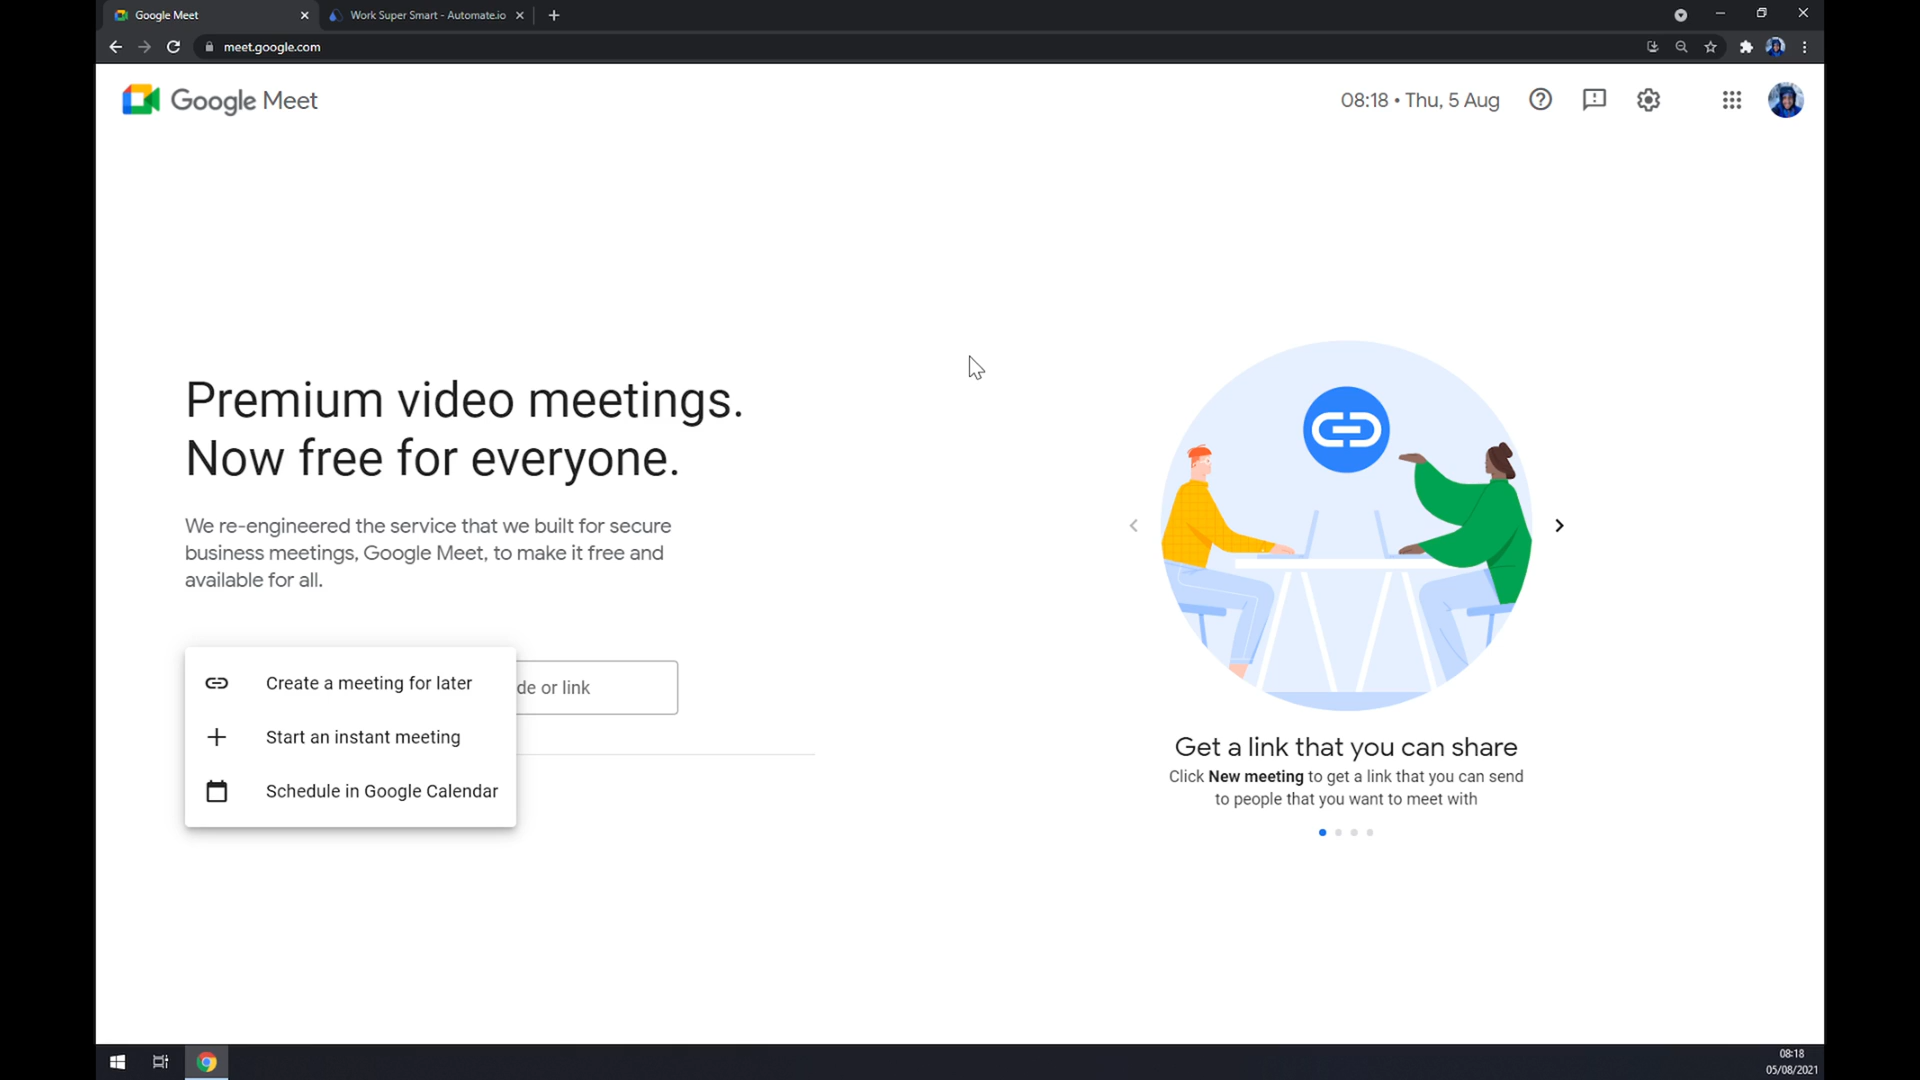 Google Meet
Work Super Smart - Automate.io
meet.google.com
Google Meet
08:18 • Thu, 5 Aug
Premium video meetings.
Now free for everyone.
We re-engineered the service that we built for secure
business meetings, Google Meet, to make it free and
available for all.
Create a meeting for later
de or link
Start an instant meeting
Schedule in Google Calendar
Get a link that you can share
Click New meeting to get a link that you can send
to people that you want to meet with
08:18
05/08/2021